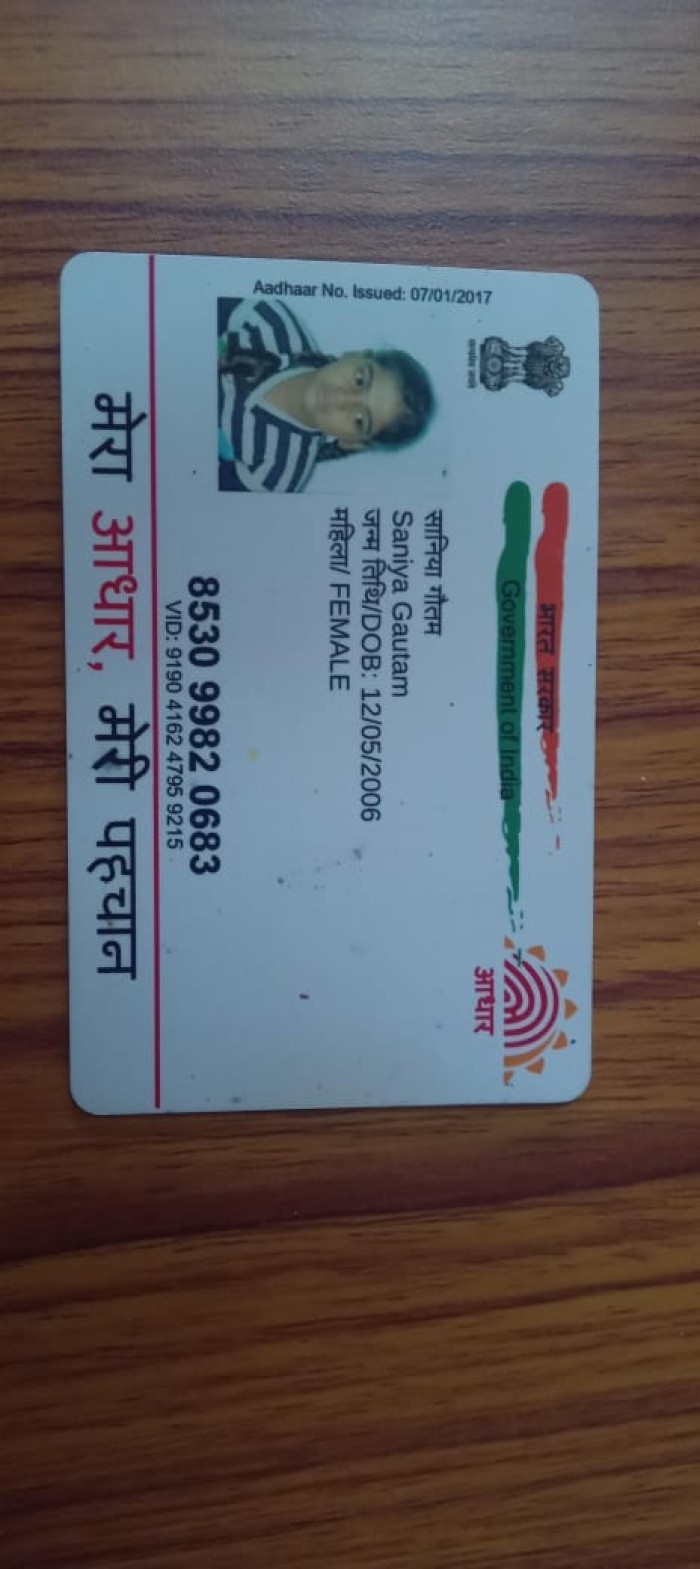 भारत सरकार
Government of India
आधार
Aadhaar No. Issued: 07/01/2017
सानिया गौतम
Saniya Gautam
जन्म तिथि/DOB: 12/05/2006
महिला/ FEMALE
8530 9982 0683
VID: 9190 4162 4795 9215
मेरा आधार, मेरी पहचान